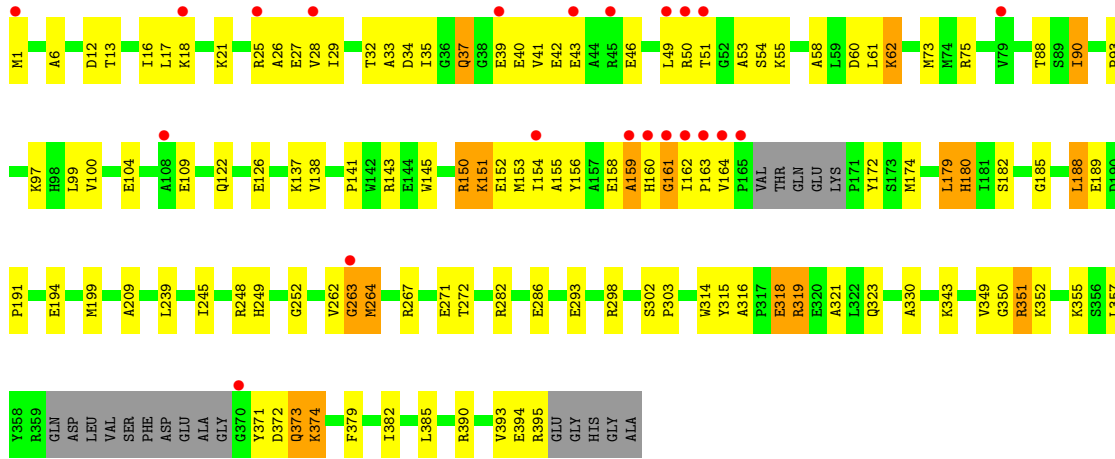 M1 A6 D12 T13 I16 L17 K18 K21 R25 A26 E27 V28 I29 T32 A33 D34 I35 G36 Q37 G38 E39 E40 V41 E42 E43 A44 R45 E46 L49 R50 T51 G52 A53 S54 K55 A58 L59 D60 L61 K62 M73 M74 R75 V79 T88 S89 I90
K97 H98 L99 V100 E104 A108 E109 Q122 E126 K137 V138 P141 W142 R143 E144 W145 R150 K151 E152 M153 I154 A155 Y156 A157 E158 A159 H160 G161 I162 P163 V164 P165 VAL THR GLN GLU LYS P171 Y172 S173 M174 L179 H180 I181 S182 G185 L188 E189 D190
P191 E194 M199 A209 L239 I245 R248 H249 G252 V262 G263 M264 R267 E271 T272 R282 E286 E293 R298 S302 P303 W314 Y315 A316 P317 E318 R319 E320 A321 L322 Q323 A330 K343 V349 G350 R351 K352 K355 S356 L357
Y358 R359 GLN ASP LEU VAL SER PHE ASP GLU ALA GLY G370 Y371 D372 Q373 K374 F379 I382 L385 R390 V393 E394 R395 GLU GLY HIS GLY ALA